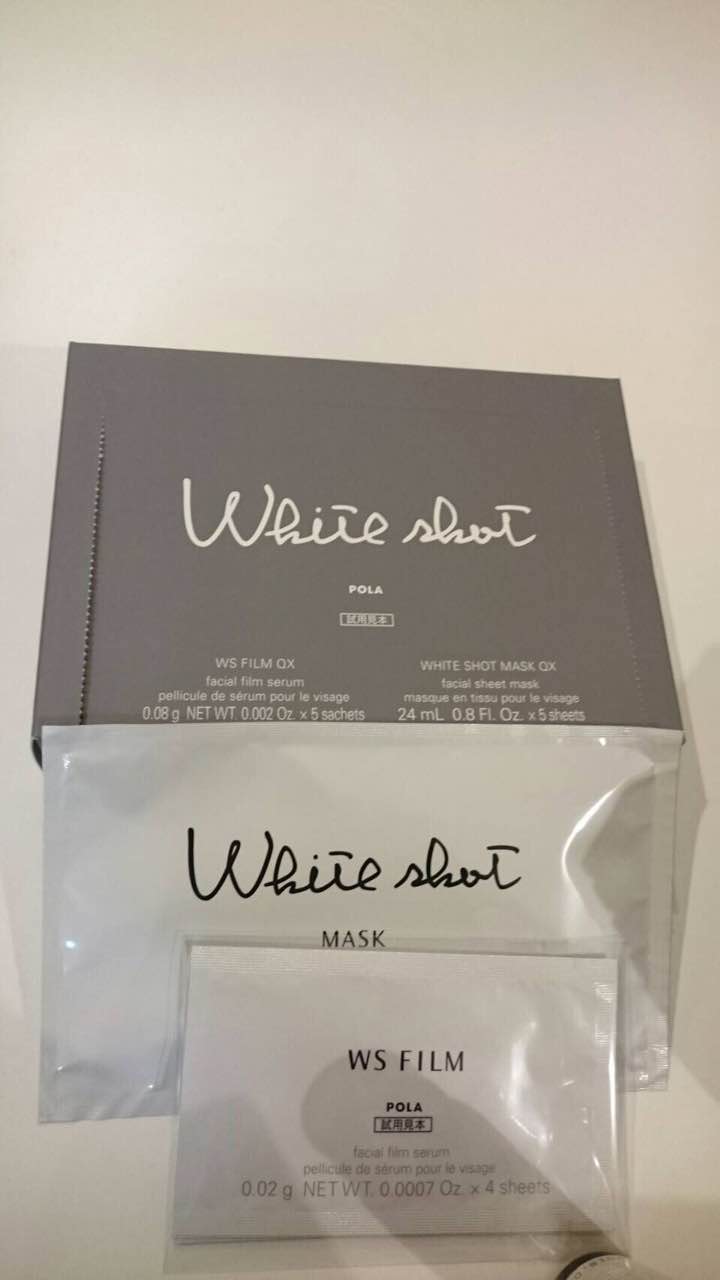 White shot
POLA
試用見本
WS FILM QX
facial film serum
pellicule de sérum pour le visage
0.08 g NET WT. 0.002 Oz. x 5 sachets
WHITE SHOT MASK QX
facial sheet mask
masque en tissu pour le visage
24 mL 0.8 Fl. Oz. x 5 sheets
White shot
MASK
WS FILM
POLA
試用見本
facial film serum
pellicule de sérum pour le visage
0.02 g NET WT. 0.0007 Oz. x 4 sheets